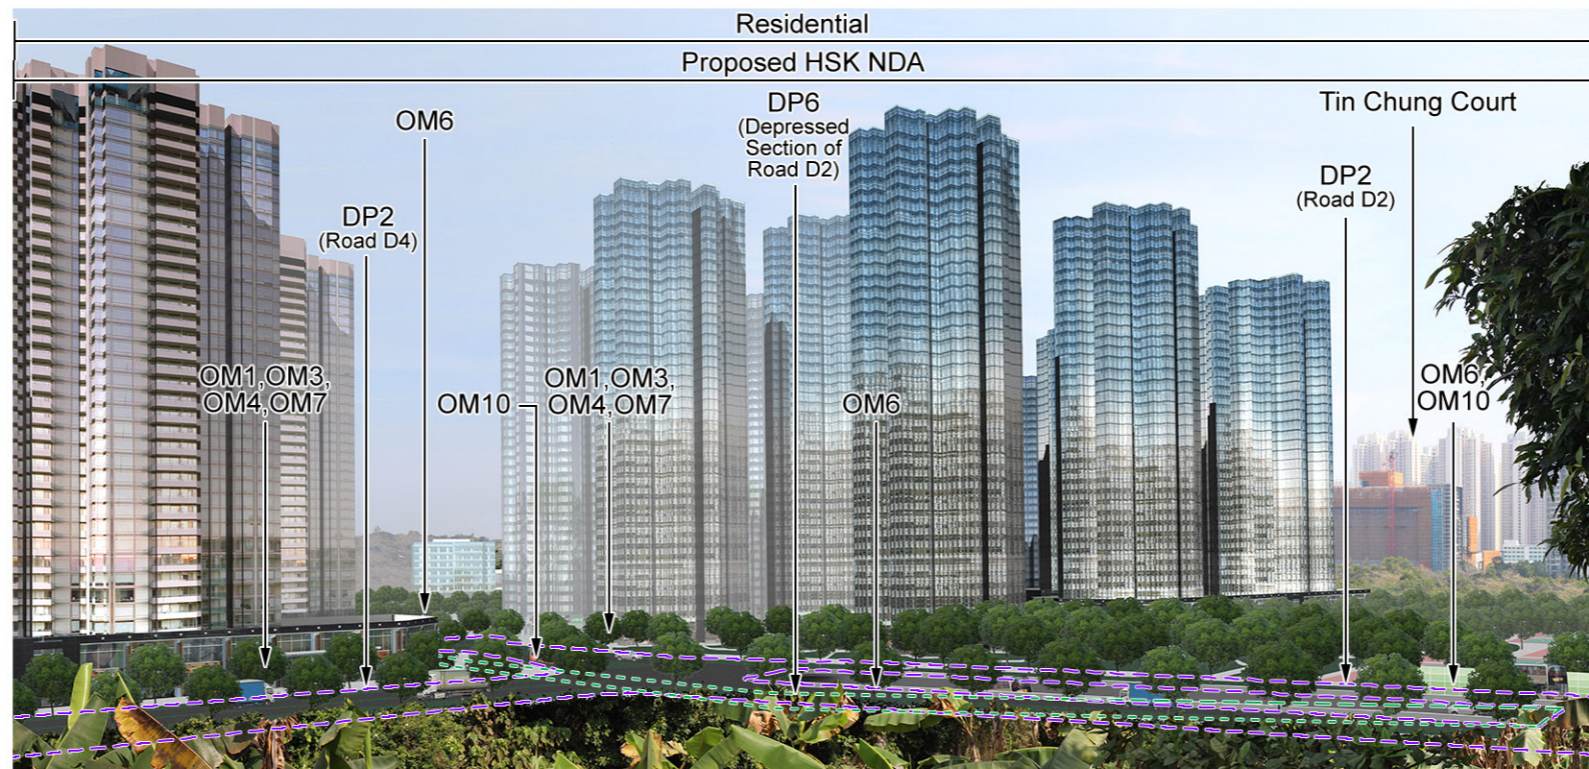 Residential
Proposed HSK NDA
OM6
DP6
(Depressed
Section of
Road D2)
Tin Chung Court
DP2
(Road D4)
DP2
(Road D2)
OM1,OM3,
OM4,OM7
OM10
OM1,OM3,
OM4,OM7
OM6
OM6,
OM10